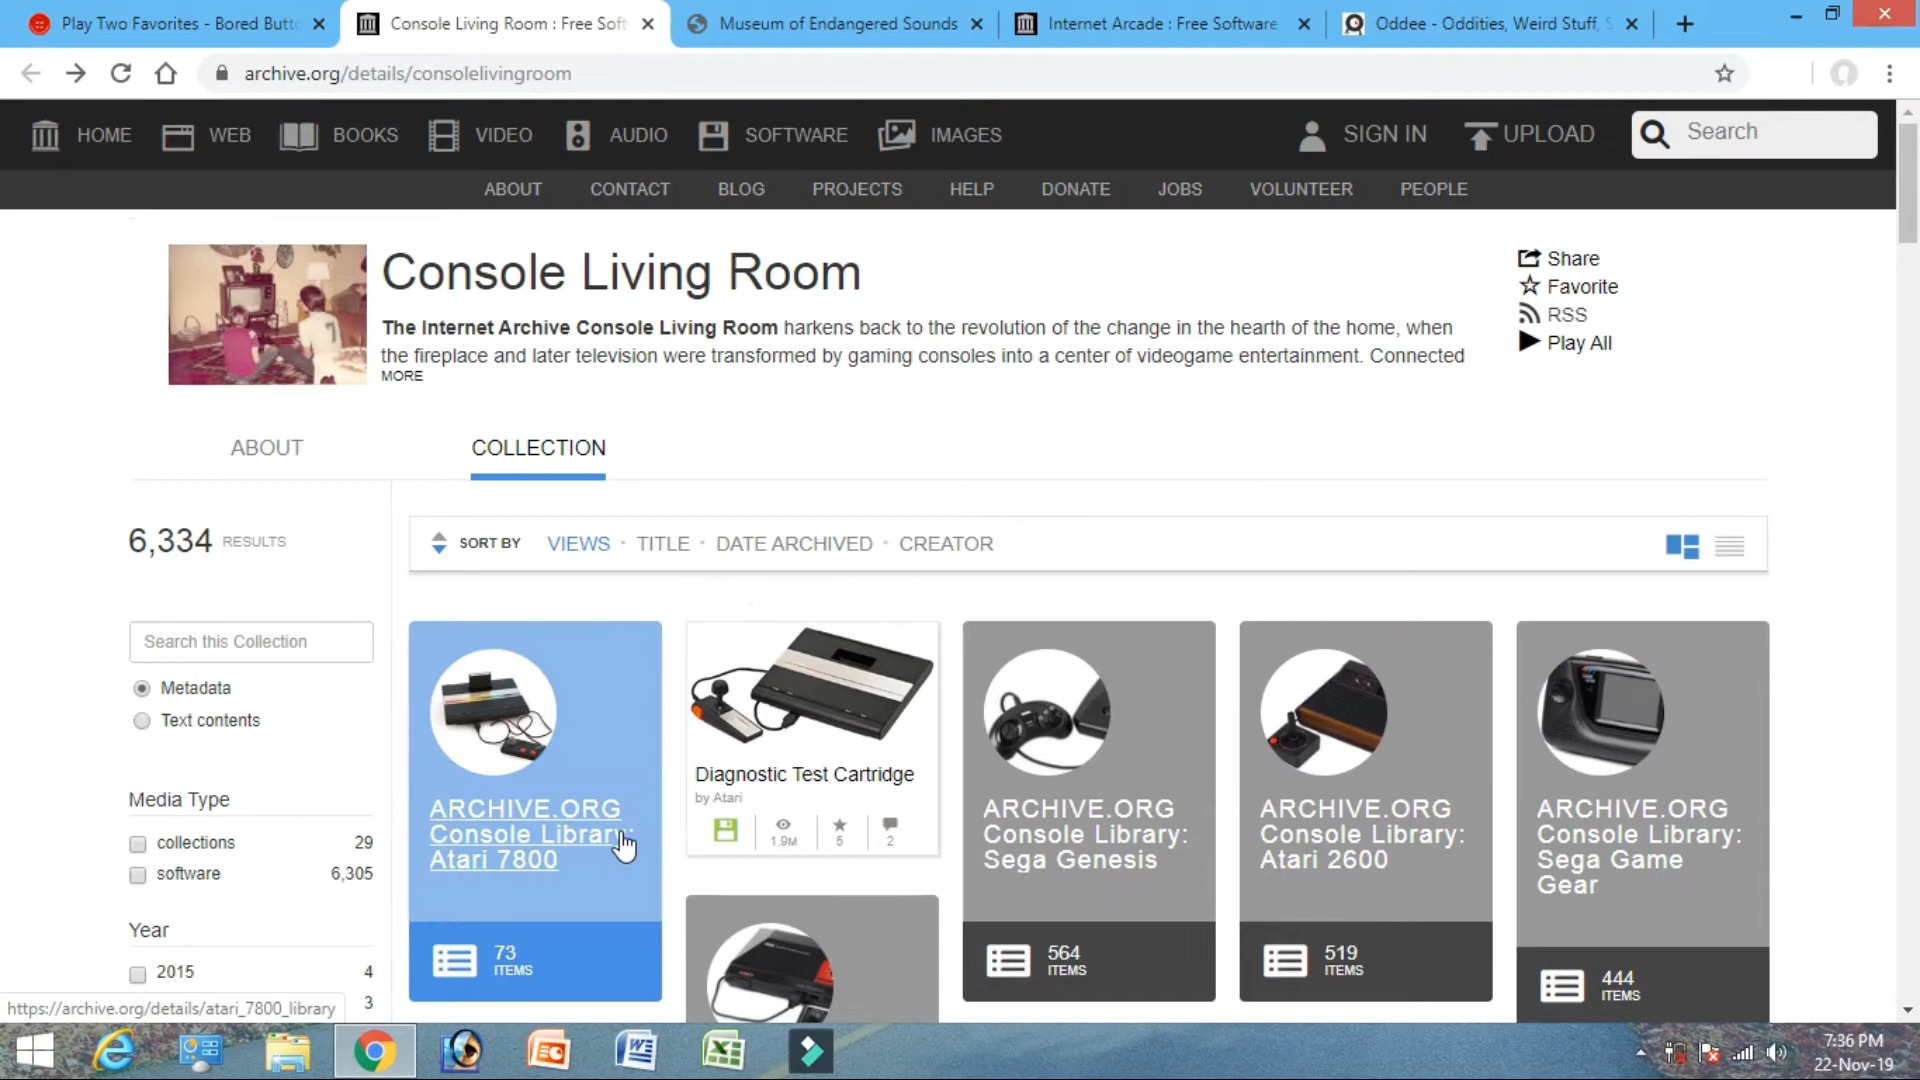 Play Two Favorites - Bored Butt
Console Living Room : Free Soft
Museum of Endangered Sounds
Internet Arcade : Free Software
Oddee - Oddities, Weird Stuff, S
archive.org/details/consolelivingroom
HOME WEB BOOKS VIDEO AUDIO SOFTWARE IMAGES SIGN IN UPLOAD Search
ABOUT CONTACT BLOG PROJECTS HELP DONATE JOBS VOLUNTEER PEOPLE
Console Living Room
The Internet Archive Console Living Room harkens back to the revolution of the change in the hearth of the home, when
the fireplace and later television were transformed by gaming consoles into a center of videogame entertainment. Connected
MORE
Share
Favorite
RSS
Play All
ABOUT COLLECTION
6,334 RESULTS
SORT BY VIEWS · TITLE · DATE ARCHIVED · CREATOR
Search this Collection
Metadata
Text contents
Media Type
collections 29
software 6,305
Year
2015 4
3
ARCHIVE.ORG
Console Library:
Atari 7800
73
ITEMS
Diagnostic Test Cartridge
by Atari
1.9M 5 2
ARCHIVE.ORG
Console Library:
Sega Genesis
564
ITEMS
ARCHIVE.ORG
Console Library:
Atari 2600
519
ITEMS
ARCHIVE.ORG
Console Library:
Sega Game
Gear
444
ITEMS
https://archive.org/details/atari_7800_library
7:36 PM
22-Nov-19